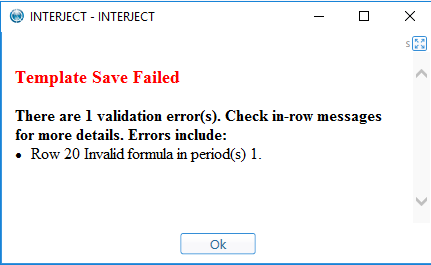 INTERJECT - INTERJECT
s
Template Save Failed
There are 1 validation error(s). Check in-row messages
for more details. Errors include:
• Row 20 Invalid formula in period(s) 1.
Ok